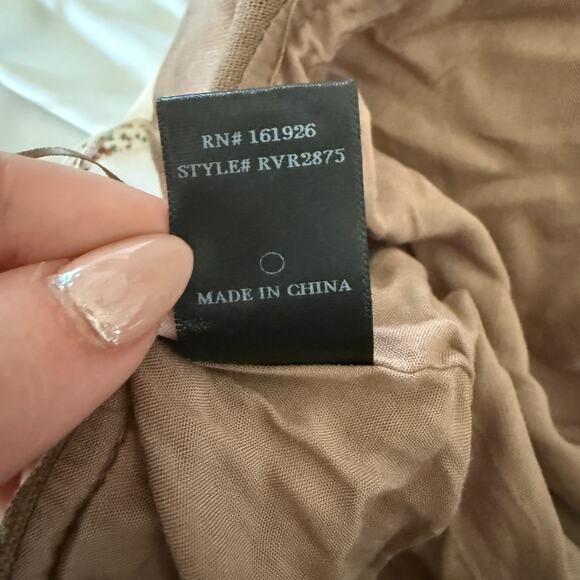 RN# 161926
STYLE# RVR2875
MADE IN CHINA